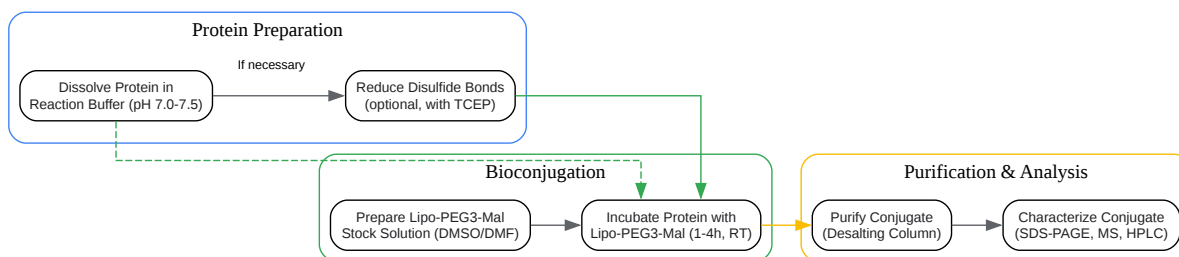 Protein Preparation
If necessary
Dissolve Protein in
Reaction Buffer (pH 7.0-7.5)
Reduce Disulfide Bonds
(optional, with TCEP)
Bioconjugation
Prepare Lipo-PEG3-Mal
Stock Solution (DMSO/DMF)
Incubate Protein with
Lipo-PEG3-Mal (1-4h, RT)
Purification & Analysis
Purify Conjugate
(Desalting Column)
Characterize Conjugate
(SDS-PAGE, MS, HPLC)